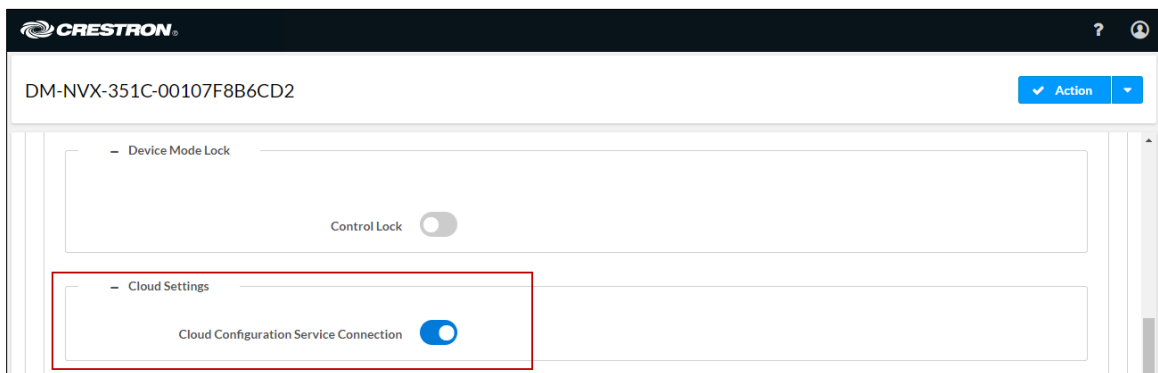 CRESTRON®
?
DM-NVX-351C-00107F8B6CD2
Action
– Device Mode Lock
Control Lock
– Cloud Settings
Cloud Configuration Service Connection